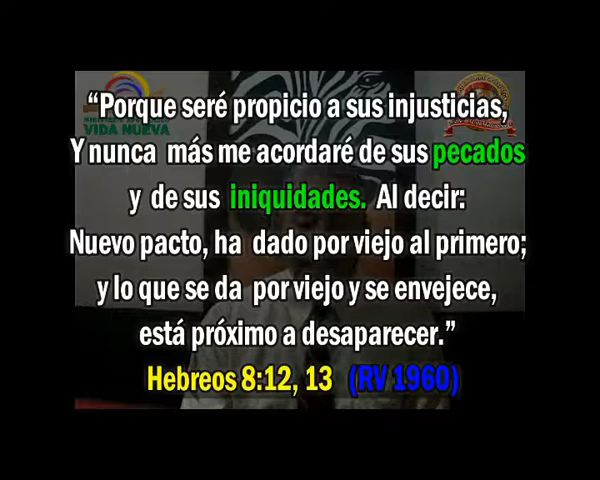 VIDA NUEVA
“Porque seré propicio a sus injusticias,
Y nunca más me acordaré de sus pecados
y de sus iniquidades. Al decir:
Nuevo pacto, ha dado por viejo al primero;
y lo que se da por viejo y se envejece,
está próximo a desaparecer.”
Hebreos 8:12, 13 (RV 1960)